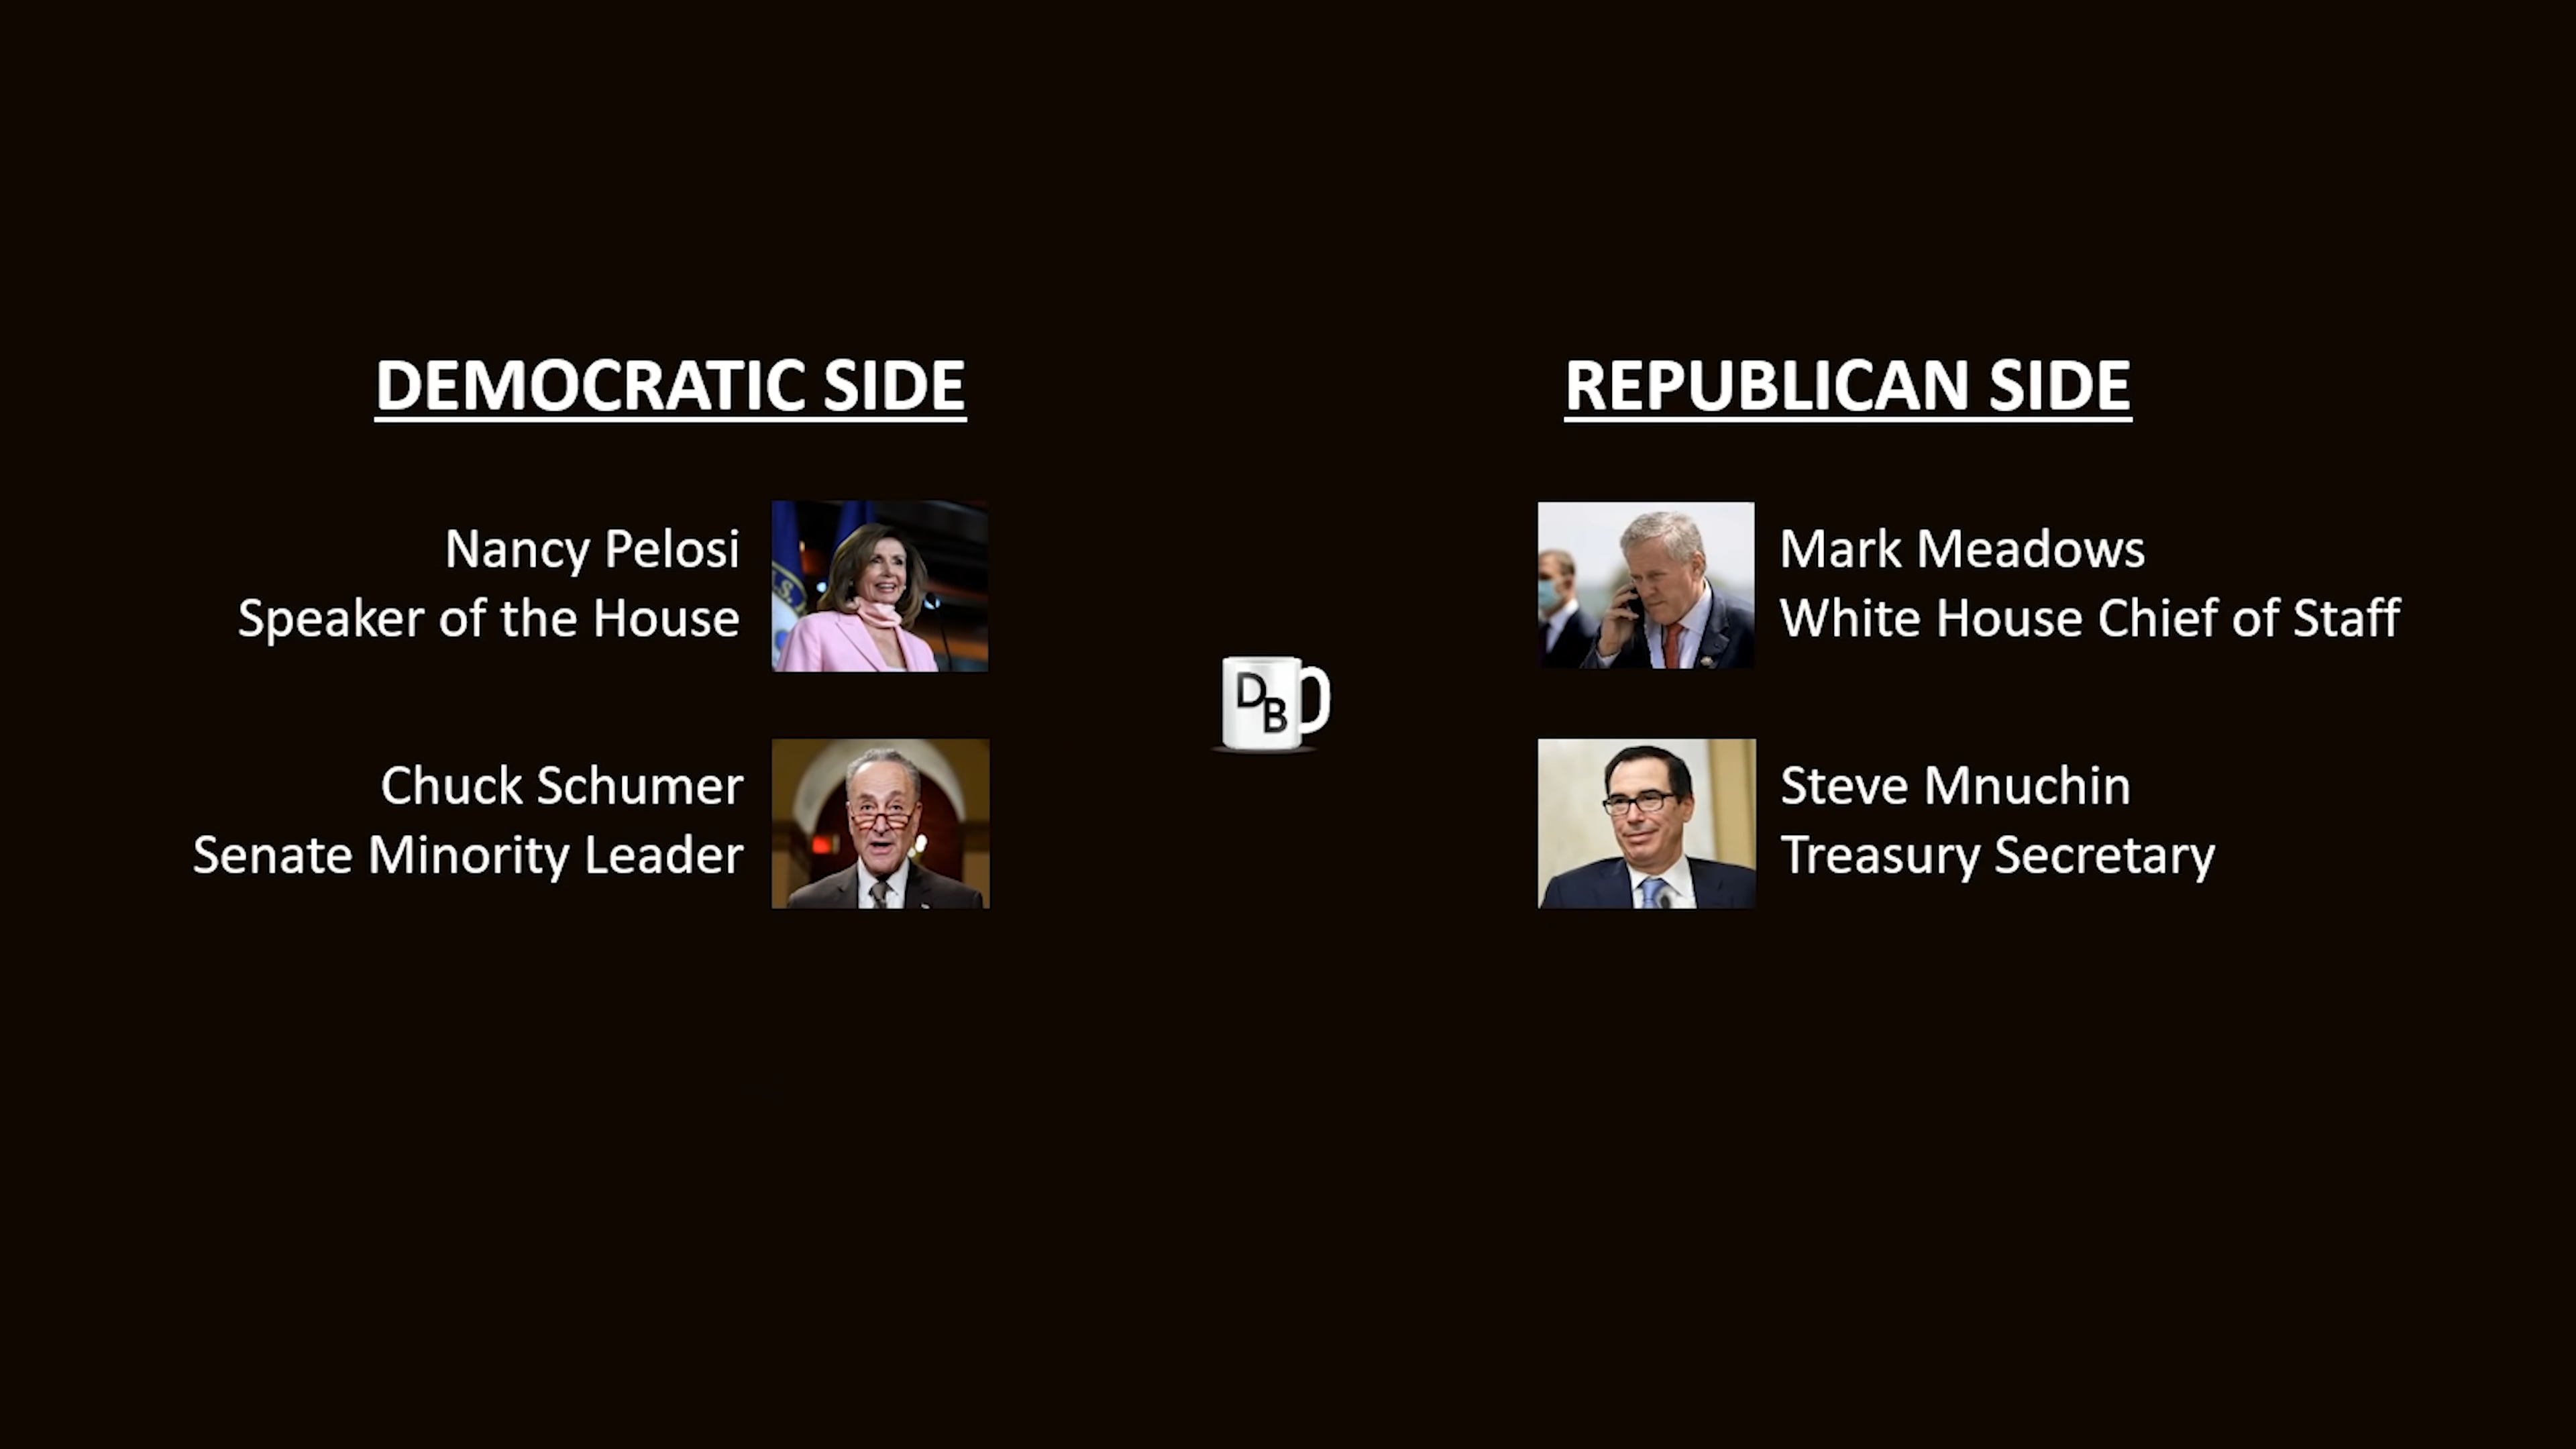 DEMOCRATIC SIDE
Nancy Pelosi
Speaker of the House
Chuck Schumer
Senate Minority Leader
DB
REPUBLICAN SIDE
Mark Meadows
White House Chief of Staff
Steve Mnuchin
Treasury Secretary